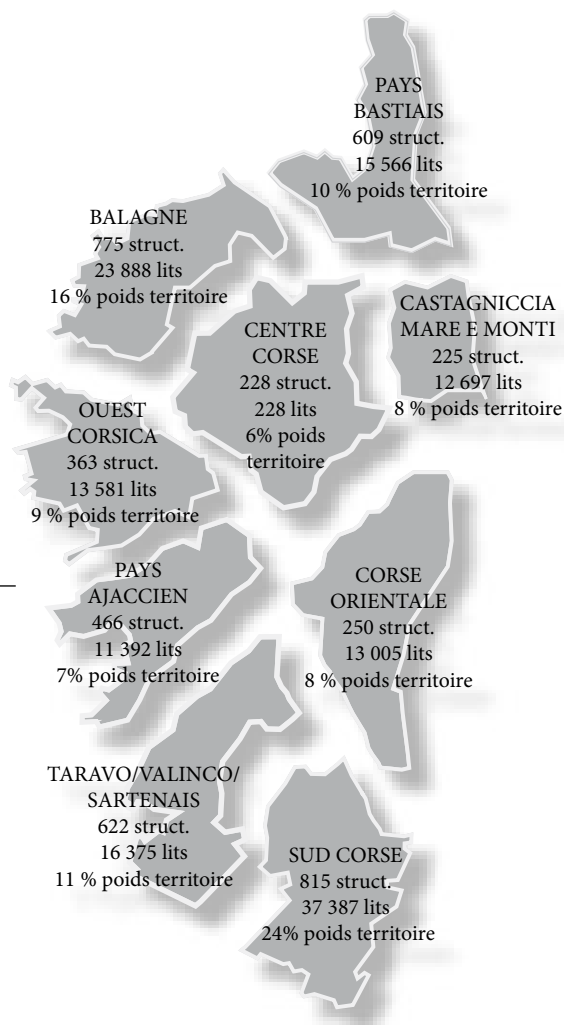 PAYS
BASTIAIS
609 struct.
15 566 lits
10 % poids territoire
BALAGNE
775 struct.
23 888 lits
16 % poids territoire
CASTAGNICCIA
MARE E MONTI
225 struct.
12 697 lits
8 % poids territoire
CENTRE
CORSE
228 struct.
228 lits
6% poids
territoire
OUEST
CORSICA
363 struct.
13 581 lits
9 % poids territoire
PAYS
AJACCIEN
466 struct.
11 392 lits
7% poids territoire
CORSE
ORIENTALE
250 struct.
13 005 lits
8 % poids territoire
TARAVO/VALINCO/
SARTENAIS
622 struct.
16 375 lits
11 % poids territoire
SUD CORSE
815 struct.
37 387 lits
24% poids territoire